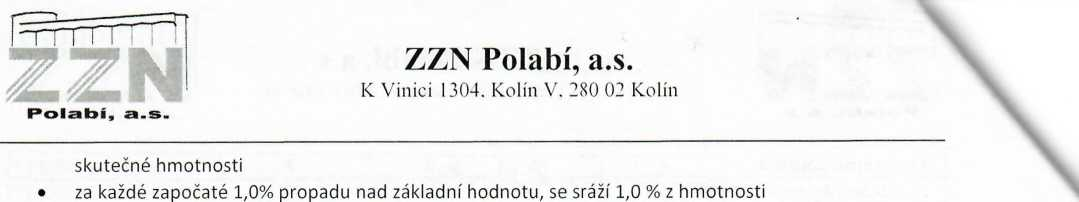 ZZN
Polabí, a.s.
ZZN Polabí, a.s.
K Vinici 1304, Kolín V, 280 02 Kolín
skutečné hmotnosti
• za každé započaté 1,0% propadu nad základní hodnotu, se sráží 1,0 % z hmotnosti